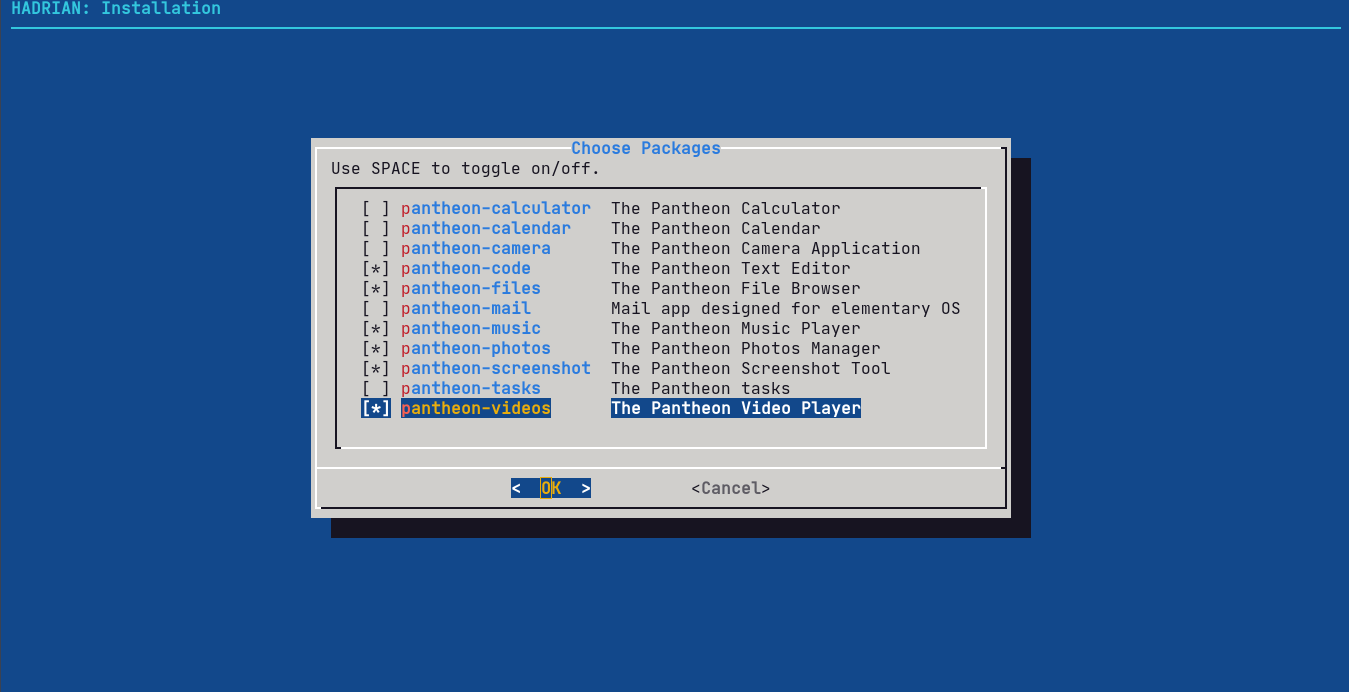 HADRIAN: Installation
Choose Packages
Use SPACE to toggle on/off.
[ ] pantheon-calculator The Pantheon Calculator
[ ] pantheon-calendar The Pantheon Calendar
[ ] pantheon-camera The Pantheon Camera Application
[*] pantheon-code The Pantheon Text Editor
[*] pantheon-files The Pantheon File Browser
[ ] pantheon-mail Mail app designed for elementary OS
[*] pantheon-music The Pantheon Music Player
[*] pantheon-photos The Pantheon Photos Manager
[*] pantheon-screenshot The Pantheon Screenshot Tool
[ ] pantheon-tasks The Pantheon tasks
[*] pantheon-videos The Pantheon Video Player
< OK > <Cancel>